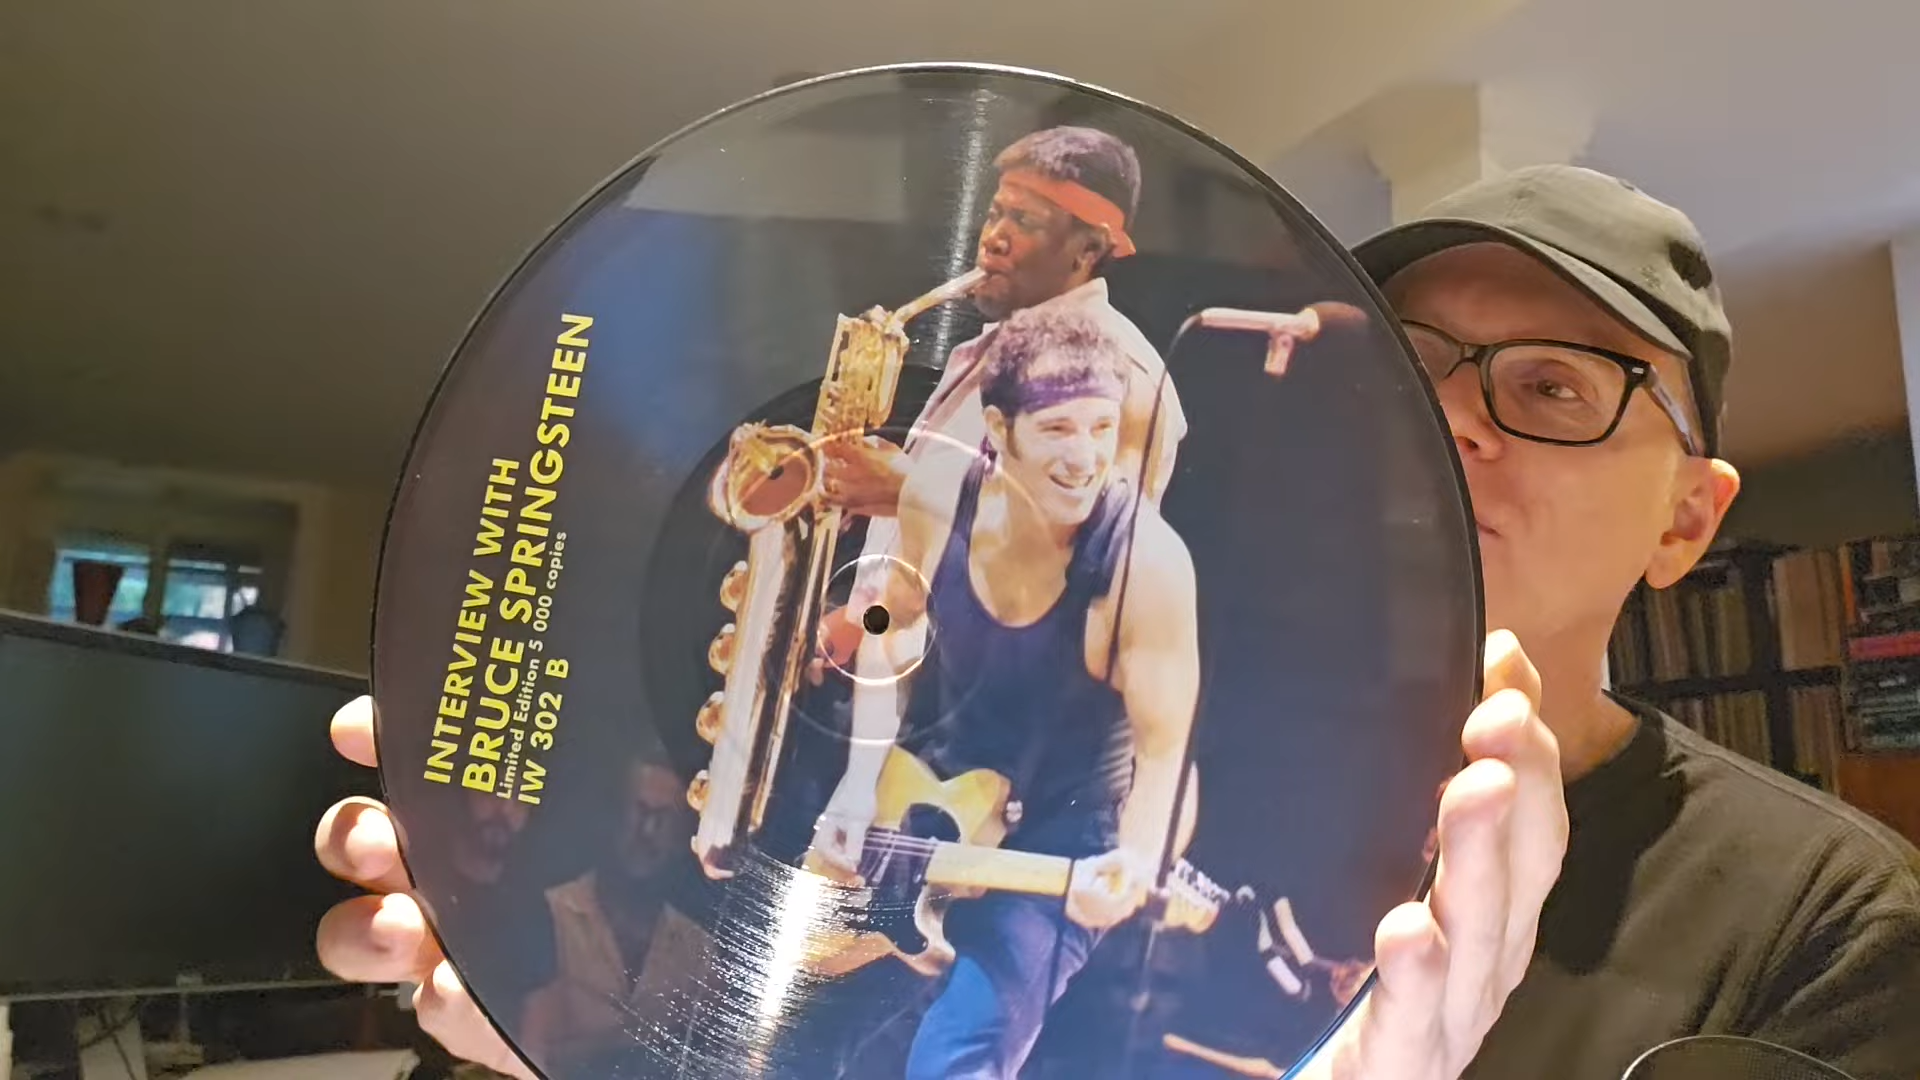 INTERVIEW WITH
BRUCE SPRINGSTEEN
Limited Edition 5 000 copies
IW 302 B